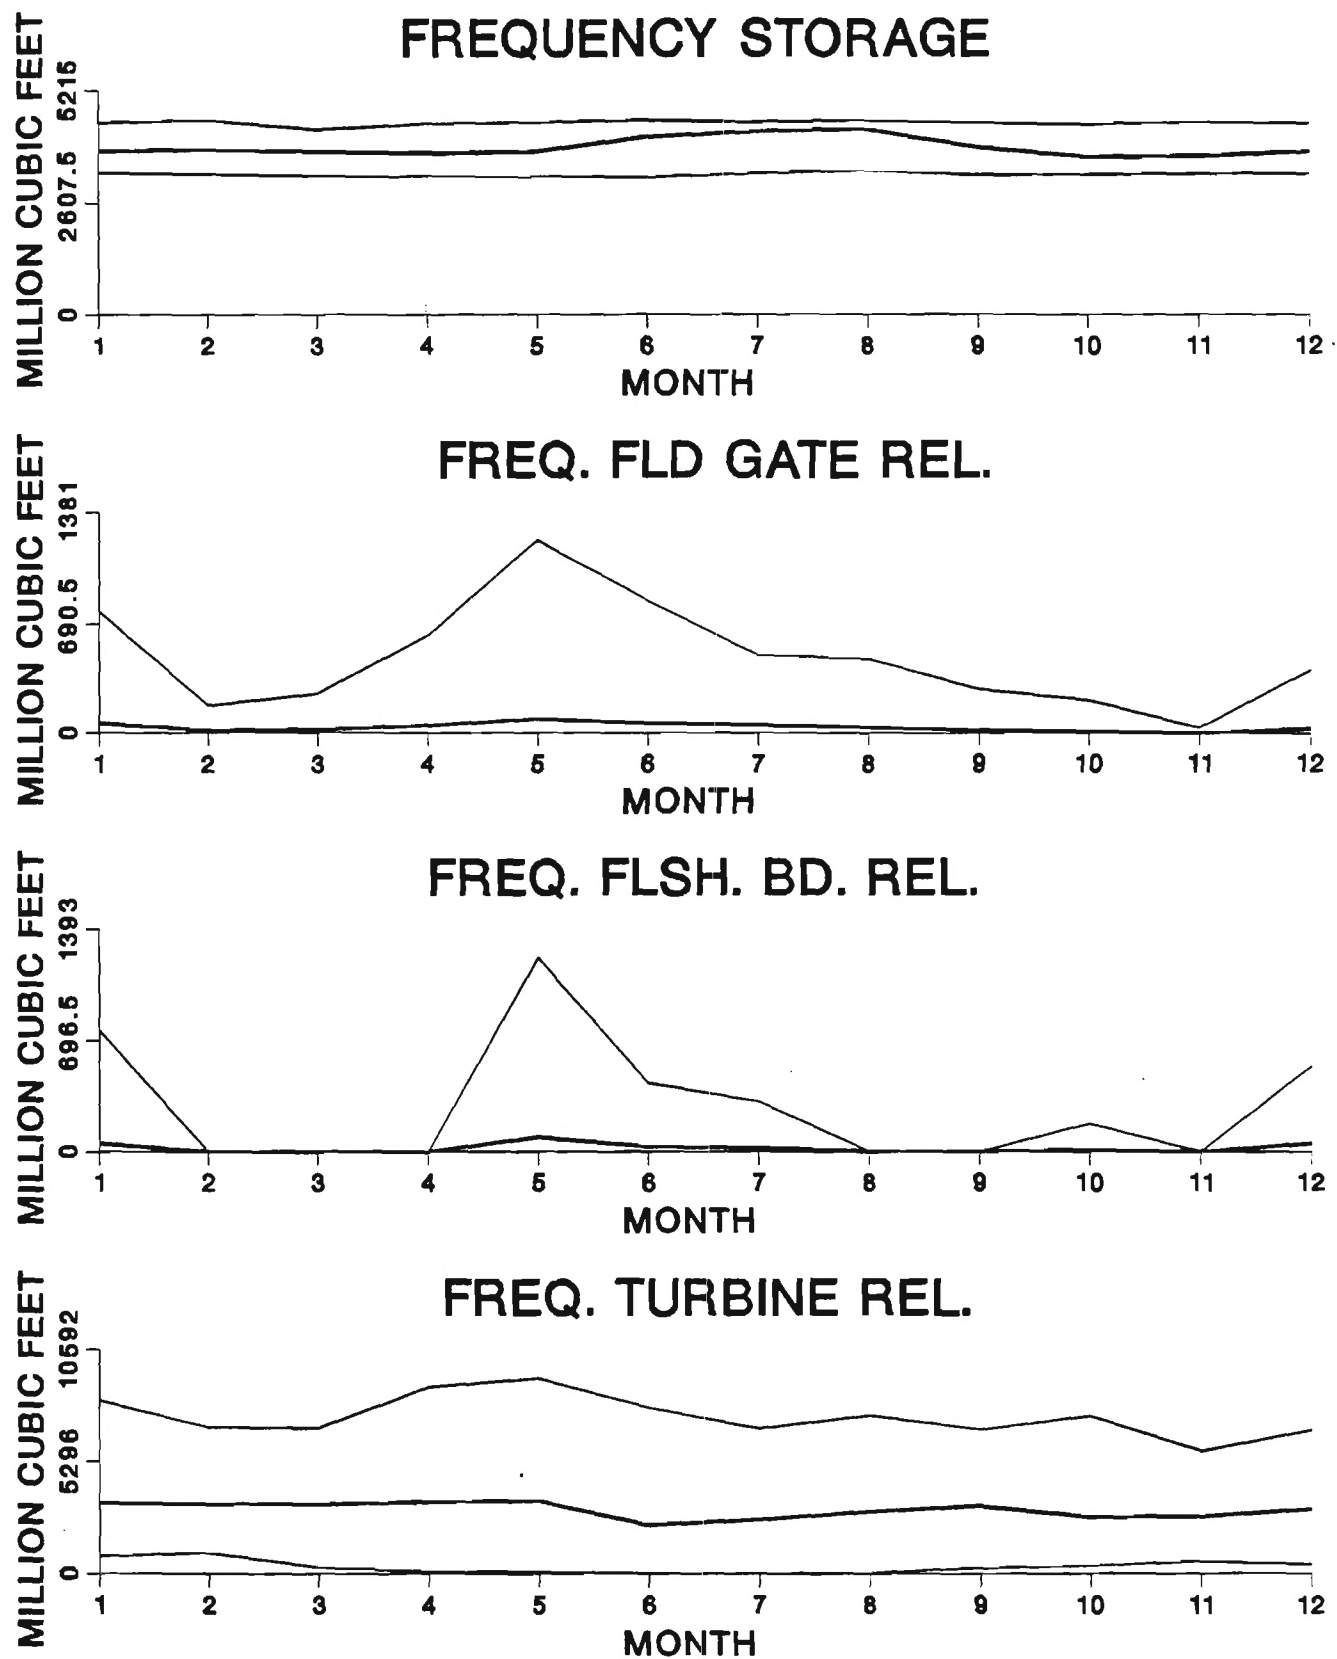 FREQUENCY STORAGE
MILLION CUBIC FEET
5215
2607.5
0
1 2 3 4 5 6 7 8 9 10 11 12
MONTH
FREQ. FLD GATE REL.
MILLION CUBIC FEET
1381
690.5
0
1 2 3 4 5 6 7 8 9 10 11 12
MONTH
FREQ. FLSH. BD. REL.
MILLION CUBIC FEET
1393
696.5
0
1 2 3 4 5 6 7 8 9 10 11 12
MONTH
FREQ. TURBINE REL.
MILLION CUBIC FEET
10592
5296
0
1 2 3 4 5 6 7 8 9 10 11 12
MONTH